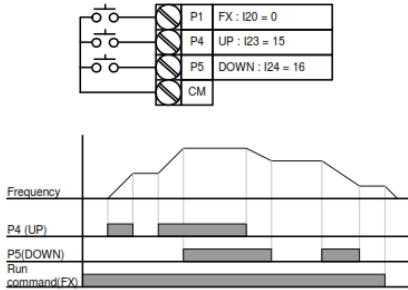 P1 FX : I20 = 0
P4 UP : I23 = 15
P5 DOWN : I24 = 16
CM
Frequency
P4 (UP)
P5(DOWN)
Run
command(FX)